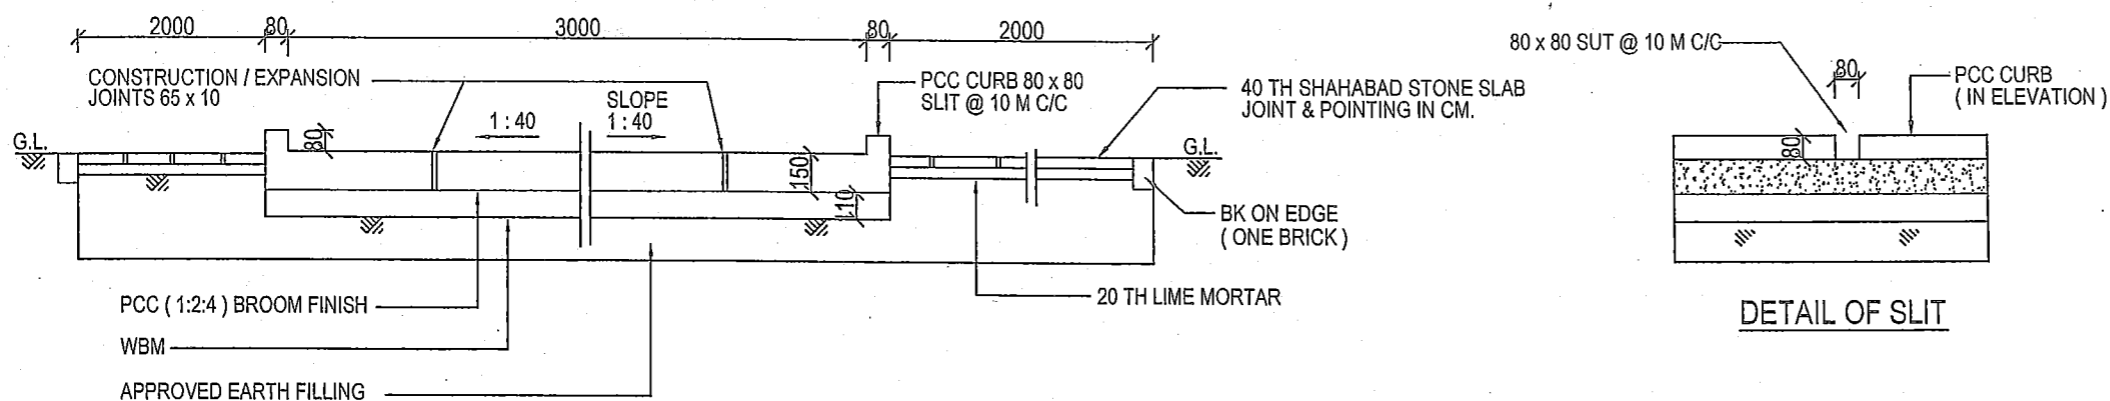 2000 80 3000 80 2000
CONSTRUCTION / EXPANSION
JOINTS 65 x 10
1 : 40
SLOPE
1 : 40
PCC CURB 80 x 80
SLIT @ 10 M C/C
40 TH SHAHABAD STONE SLAB
JOINT & POINTING IN CM.
G.L.
80
150
110
G.L.
BK ON EDGE
( ONE BRICK )
20 TH LIME MORTAR
PCC ( 1:2:4 ) BROOM FINISH
WBM
APPROVED EARTH FILLING
80 x 80 SUT @ 10 M C/C
80
PCC CURB
( IN ELEVATION )
80
DETAIL OF SLIT